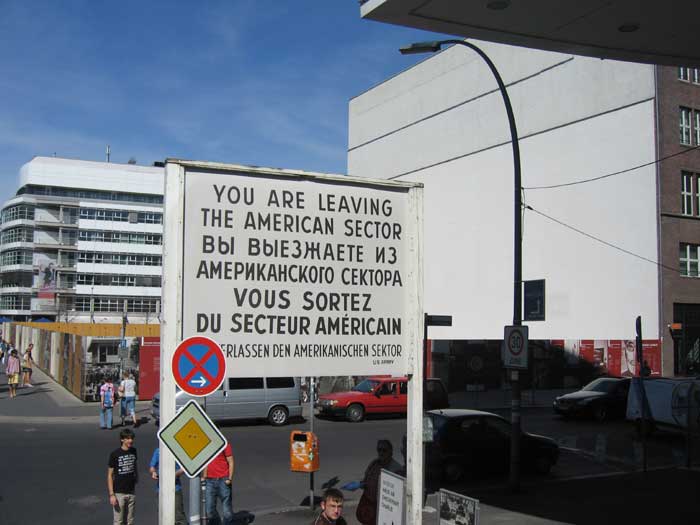 YOU ARE LEAVING
THE AMERICAN SECTOR
ВЫ ВЫЕЗЖАЕТЕ ИЗ
АМЕРИКАНСКОГО СЕКТОРА
VOUS SORTEZ
DU SECTEUR AMÉRICAIN
ERLASSEN DEN AMERIKANISCHEN SEKTOR
U.S. ARMY
30